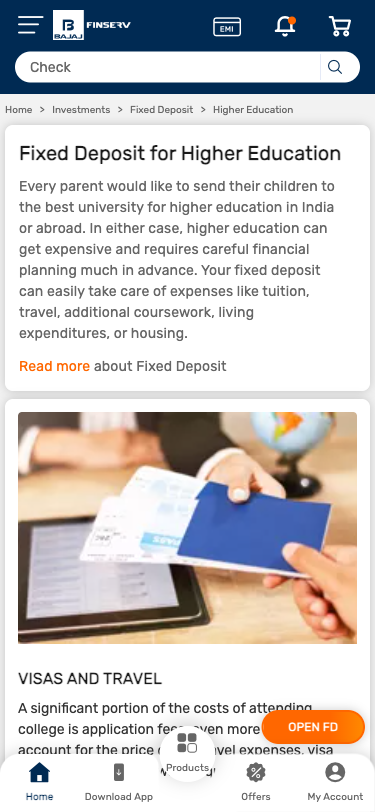 B
BAJAJ
FINSERV
EMI
Check
Home > Investments > Fixed Deposit > Higher Education
Fixed Deposit for Higher Education
Every parent would like to send their children to
the best university for higher education in India
or abroad. In either case, higher education can
get expensive and requires careful financial
planning much in advance. Your fixed deposit
can easily take care of expenses like tuition,
travel, additional coursework, living
expenditures, or housing.
Read more about Fixed Deposit
VISAS AND TRAVEL
A significant portion of the costs of attending
college is application fees, even more
OPEN FD
account for the price travel expenses, visa
Home
Download App
Products
Offers
My Account